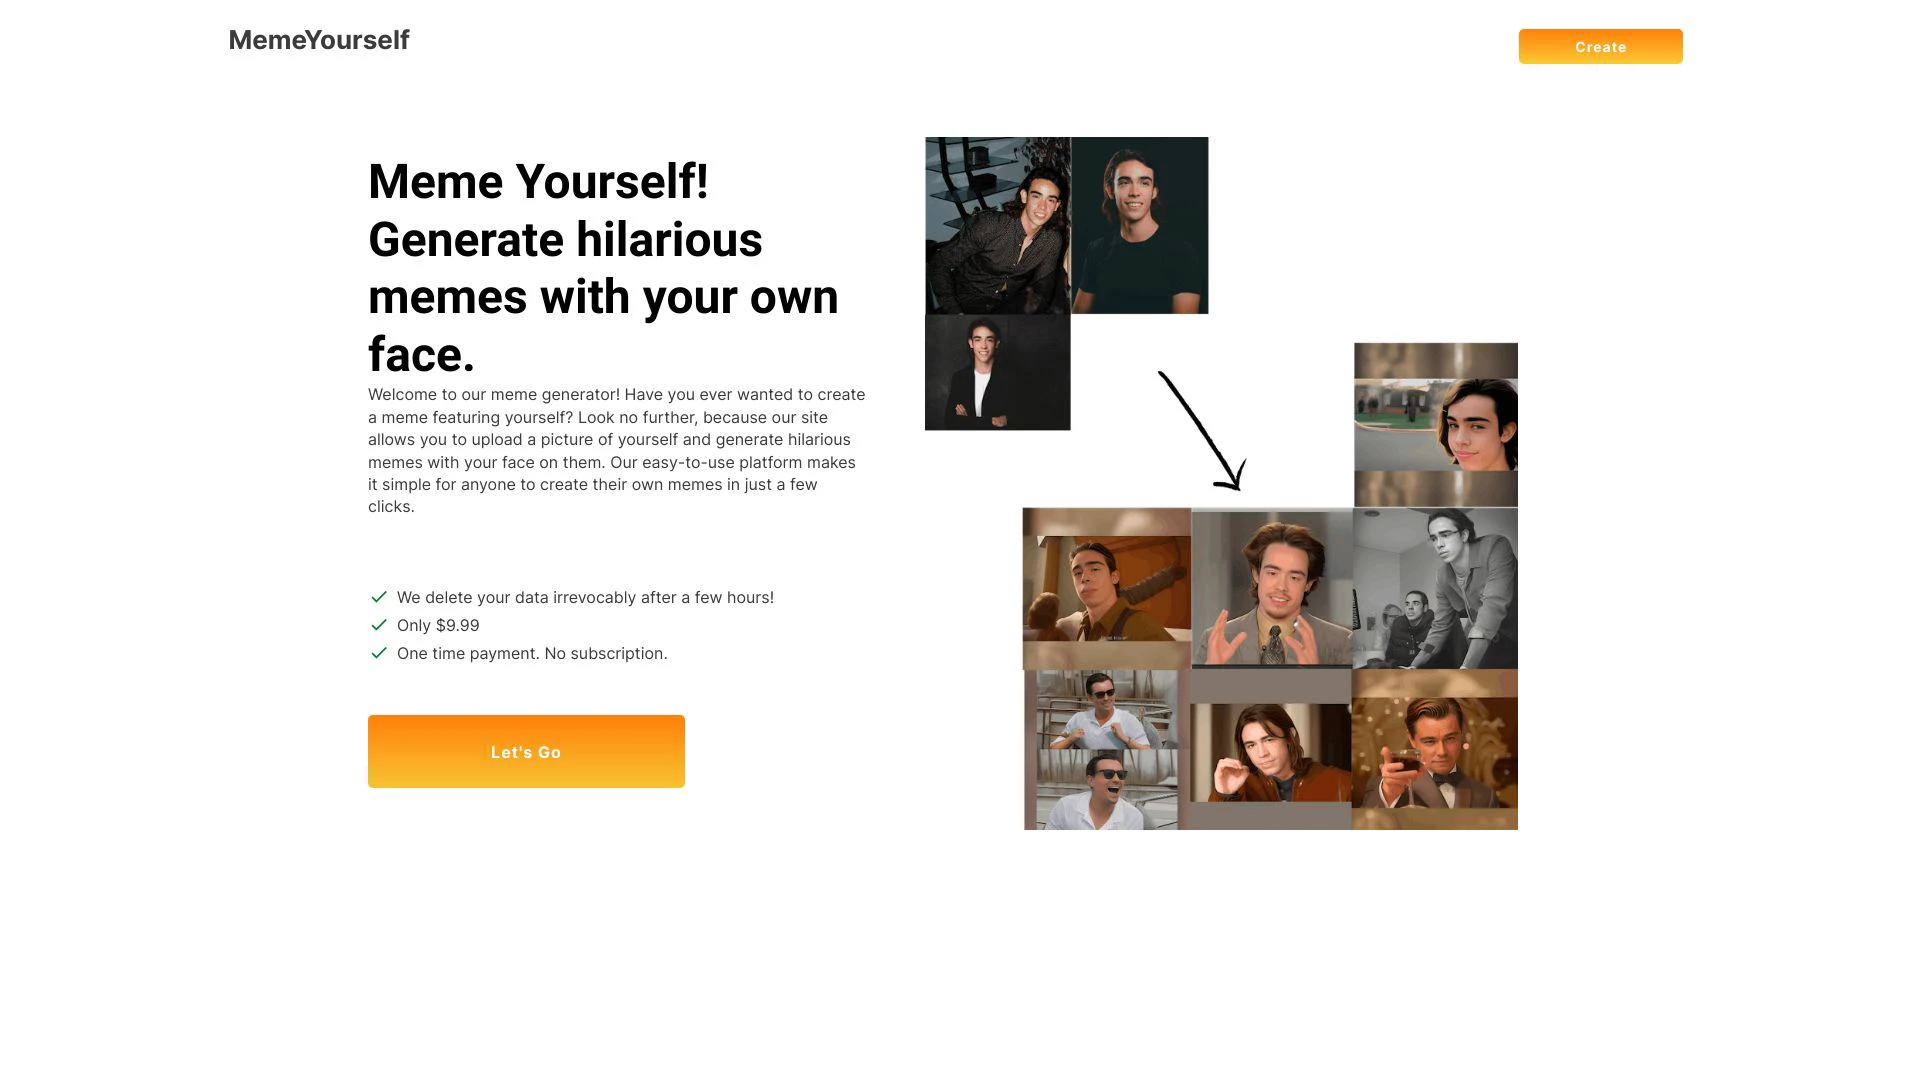 MemeYourself
Create
Meme Yourself!
Generate hilarious
memes with your own
face.
Welcome to our meme generator! Have you ever wanted to create
a meme featuring yourself? Look no further, because our site
allows you to upload a picture of yourself and generate hilarious
memes with your face on them. Our easy-to-use platform makes
it simple for anyone to create their own memes in just a few
clicks.
We delete your data irrevocably after a few hours!
Only $9.99
One time payment. No subscription.
Let's Go